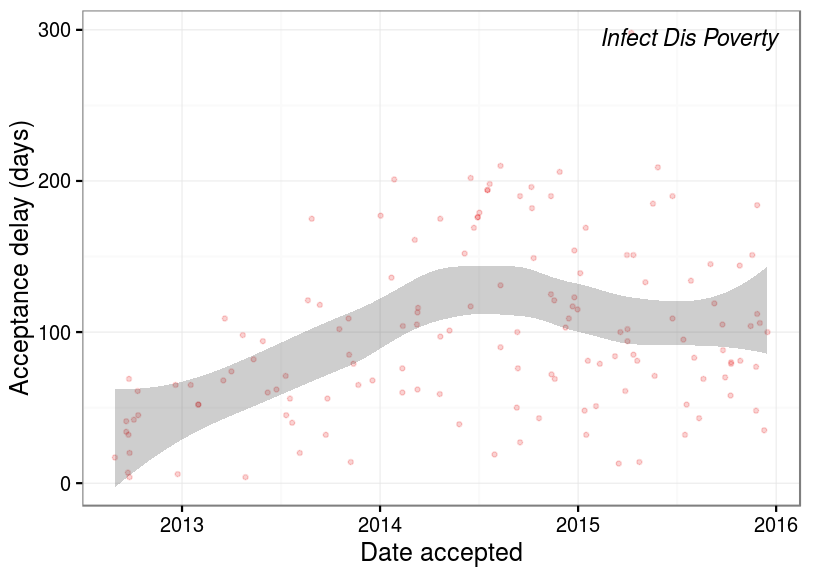 Infect Dis Poverty
300
200
100
0
Acceptance delay (days)
2013 2014 2015 2016
Date accepted